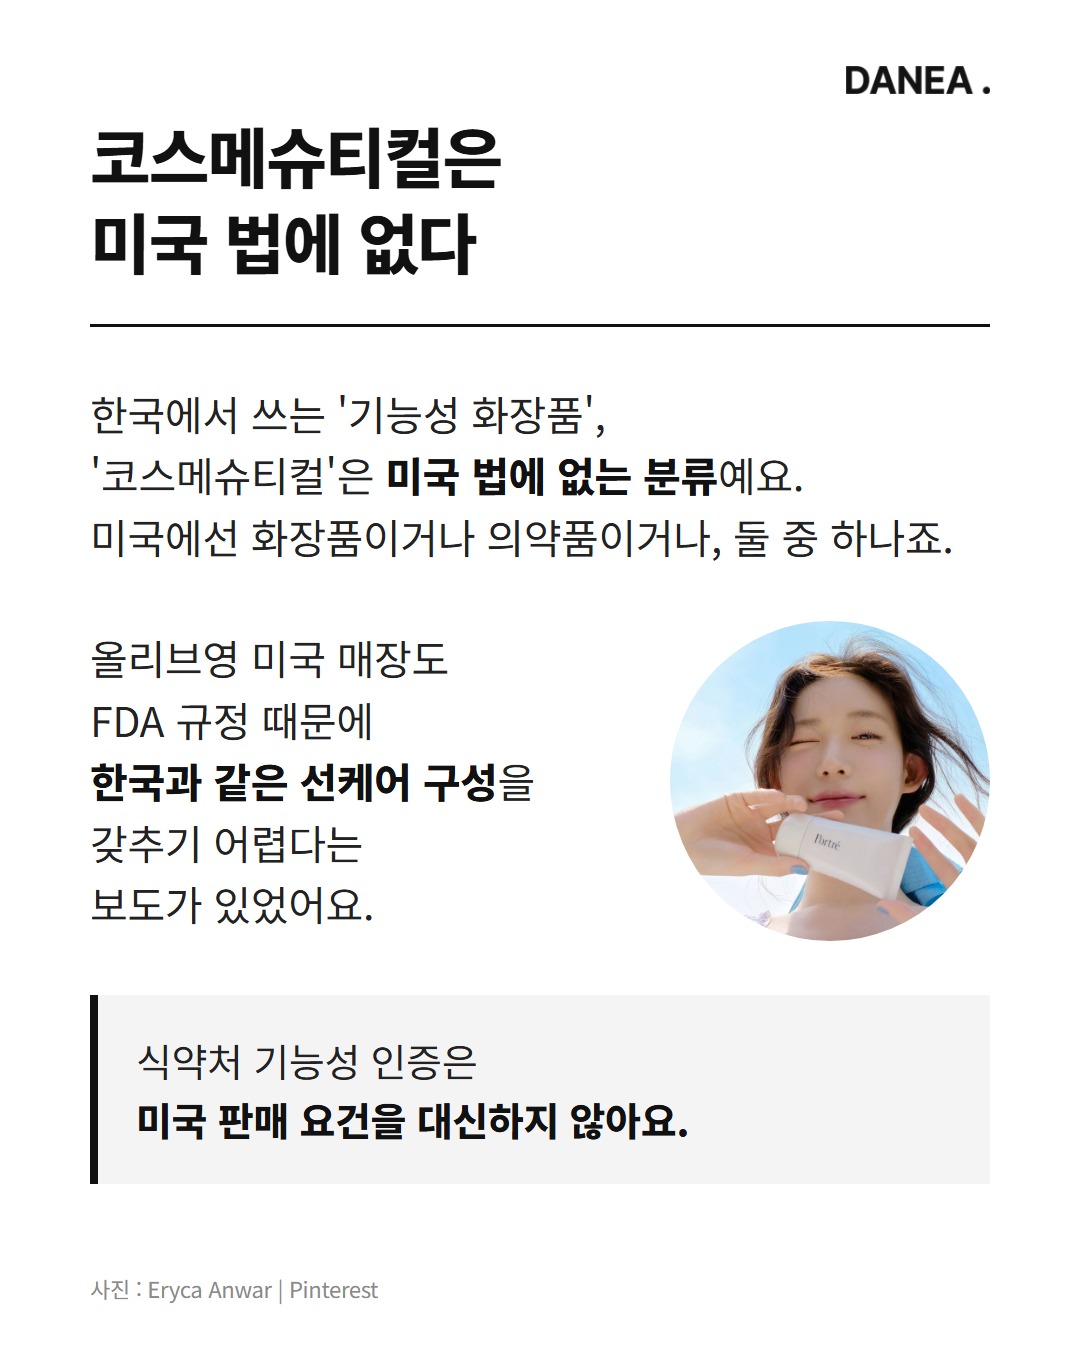 DANEA .
코스메슈티컬은
미국 법에 없다
한국에서 쓰는 '기능성 화장품',
'코스메슈티컬'은 미국 법에 없는 분류예요.
미국에선 화장품이거나 의약품이거나, 둘 중 하나죠.
올리브영 미국 매장도
FDA 규정 때문에
한국과 같은 선케어 구성을
갖추기 어렵다는
보도가 있었어요.
Fortré
식약처 기능성 인증은
미국 판매 요건을 대신하지 않아요.
사진 : Eryca Anwar | Pinterest